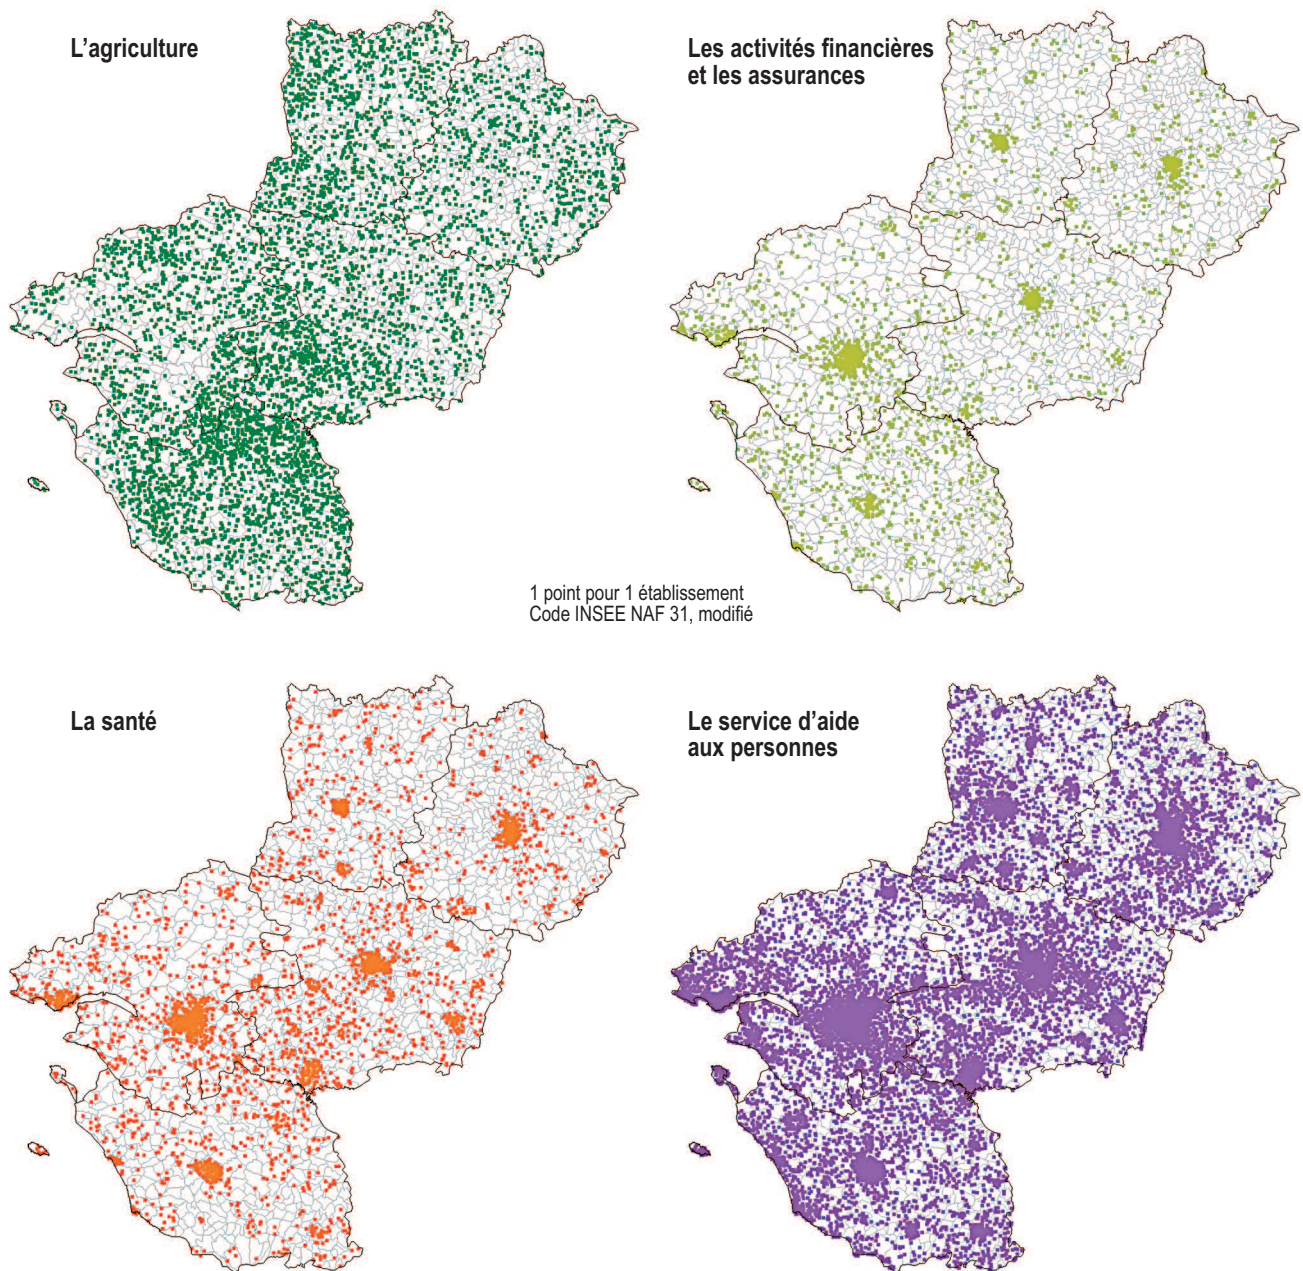 L’agriculture
Les activités financières
et les assurances
1 point pour 1 établissement
Code INSEE NAF 31, modifié
La santé
Le service d’aide
aux personnes